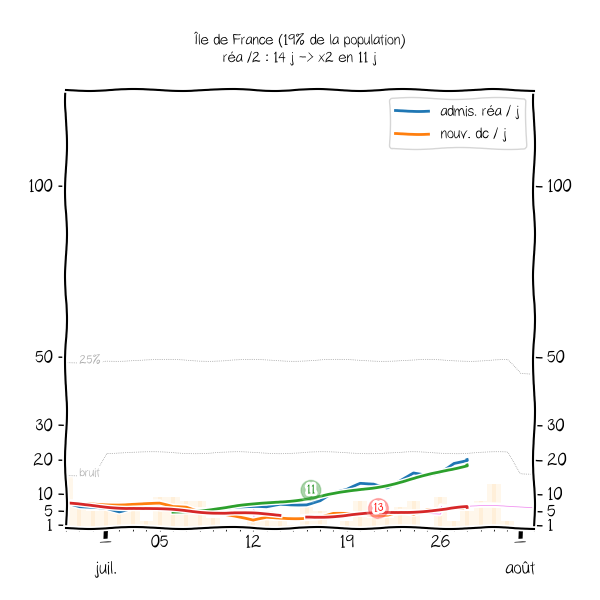 Île de France (19% de la population)
réa /2 : 14 j -> x2 en 11 j
admis. réa / j
nouv. dc / j
100 100
50 50
25%
30 30
20 20
bruit
10 10
11
5 5
13
1 1
05 12 19 26
juil. août